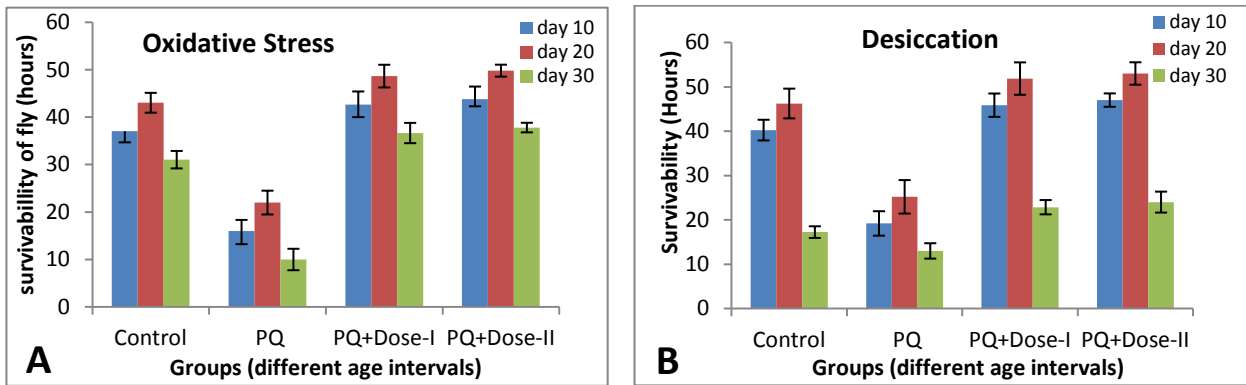 Oxidative Stress
day 10
day 20
day 30
survivabillity of fly (hours)
60
50
40
30
20
10
0
Control
PQ
PQ+Dose-I
PQ+Dose-II
Groups (different age intervals)
A
Desiccation
day 10
day 20
day 30
Survivability (Hours)
60
50
40
30
20
10
0
Control
PQ
PQ+Dose-I
PQ+Dose-II
Groups (different age intervals)
B